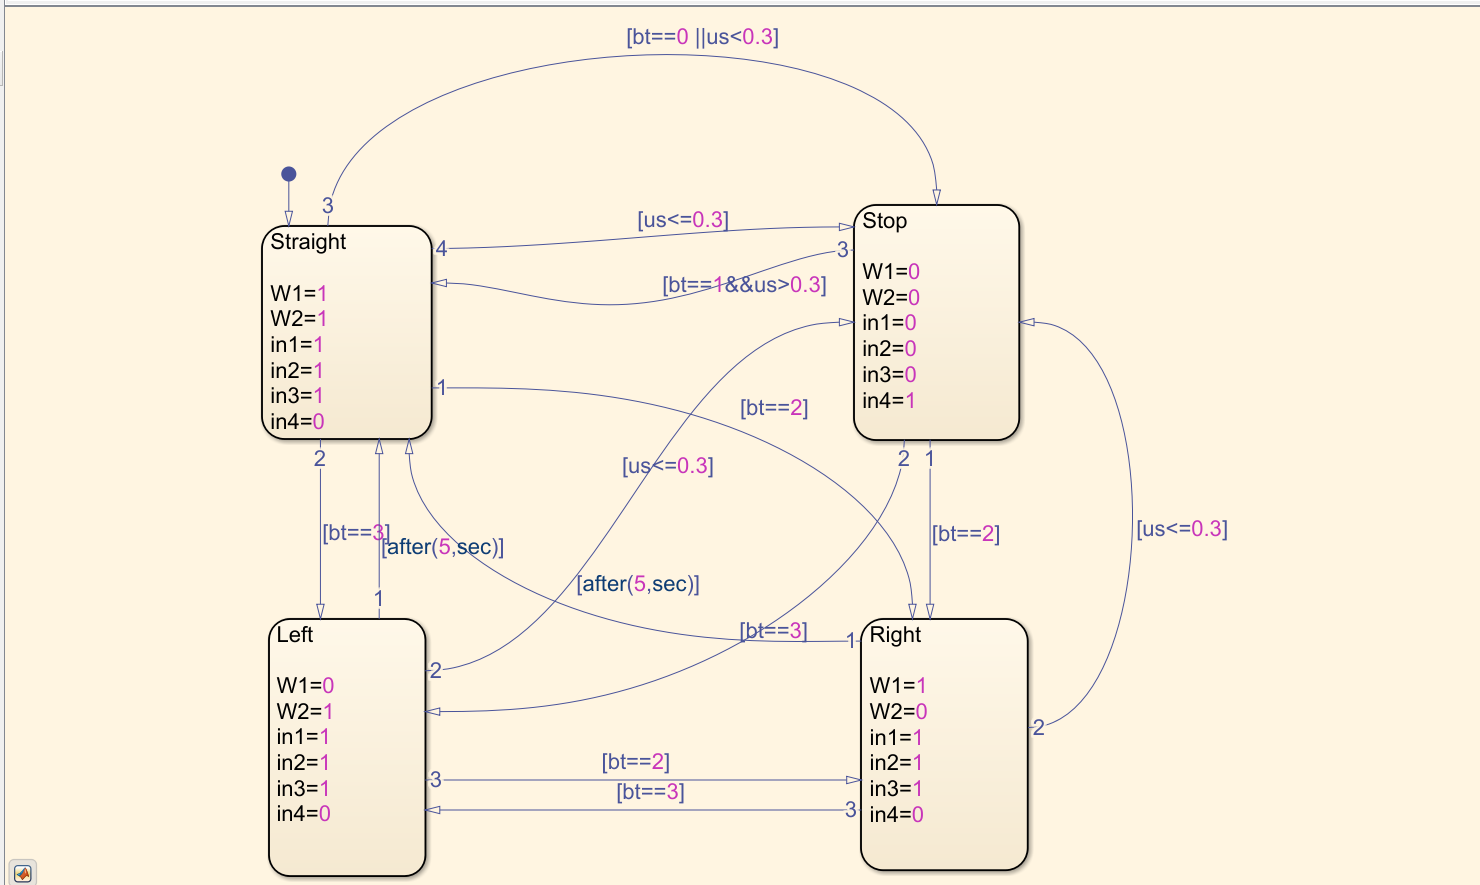 [bt==0 ||us<0.3]
3
Straight
W1=1
W2=1
in1=1
in2=1
in3=1
in4=0
4
[us<=0.3]
3
[bt==1&&us>0.3]
Stop
W1=0
W2=0
in1=0
in2=0
in3=0
in4=1
1
[bt==2]
[us<=0.3]
2
[bt==3]
1
[after(5,sec)]
[after(5,sec)]
2
1
[bt==2]
[us<=0.3]
[bt==3]
1
Left
W1=0
W2=1
in1=1
in2=1
in3=1
in4=0
2
3
[bt==2]
[bt==3]
3
Right
W1=1
W2=0
in1=1
in2=1
in3=1
in4=0
2